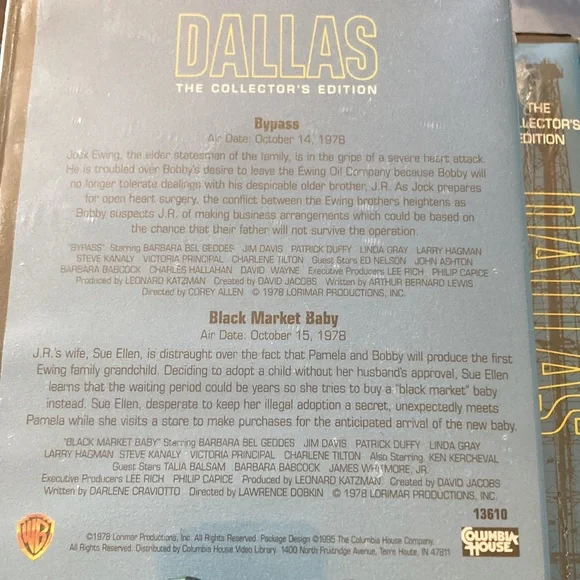 DALLAS
THE COLLECTOR'S EDITION
Bypass
Air Date: October 14, 1978
Jock Ewing, the elder statesman of the family, is in the grips of a severe heart attack.
He is troubled over Bobby's desire to leave the Ewing Oil Company because Bobby will
no longer tolerate dealings with his despicable older brother, J.R. As Jock prepares
for open heart surgery, the conflict between the Ewing brothers heightens as
Bobby suspects J.R. of making business arrangements which could be based on
the chance that their father will not survive the operation.
"BYPASS" Starring BARBARA BEL GEDDES JIM DAVIS PATRICK DUFFY LINDA GRAY LARRY HAGMAN
STEVE KANALY VICTORIA PRINCIPAL CHARLENE TILTON Guest Stars ED NELSON JOHN ASHTON
BARBARA BABCOCK CHARLES HALLAHAN DAVID WAYNE Executive Producers LEE RICH PHILIP CAPICE
Produced by LEONARD KATZMAN Created by DAVID JACOBS Written by ARTHUR BERNARD LEWIS
Directed by COREY ALLEN © 1978 LORIMAR PRODUCTIONS, INC.
Black Market Baby
Air Date: October 15, 1978
J.R.'s wife, Sue Ellen, is distraught over the fact that Pamela and Bobby will produce the first
Ewing family grandchild. Deciding to adopt a child without her husband's approval, Sue Ellen
learns that the waiting period could be years so she tries to buy a "black market" baby
instead. Sue Ellen, desperate to keep her illegal adoption a secret, unexpectedly meets
Pamela while she visits a store to make purchases for the anticipated arrival of the new baby.
"BLACK MARKET BABY" Starring BARBARA BEL GEDDES JIM DAVIS PATRICK DUFFY LINDA GRAY
LARRY HAGMAN STEVE KANALY VICTORIA PRINCIPAL CHARLENE TILTON Also Starring KEN KERCHEVAL
Guest Stars TALIA BALSAM BARBARA BABCOCK JAMES WHITMORE, JR.
Executive Producers LEE RICH PHILIP CAPICE Produced by LEONARD KATZMAN Created by DAVID JACOBS
Written by DARLENE CRAVIOTTO Directed by LAWRENCE DOBKIN © 1978 LORIMAR PRODUCTIONS, INC.
13610
WB
©1978 Lorimar Productions, Inc. All Rights Reserved. Package Design ©1995 The Columbia House Company.
All Rights Reserved. Distributed by Columbia House Video Library. 1400 North Fruitridge Avenue, Terre Haute, IN 47811
COLUMBIA
HOUSE
THE
LLECTOR'S
EDITION
DALLAS